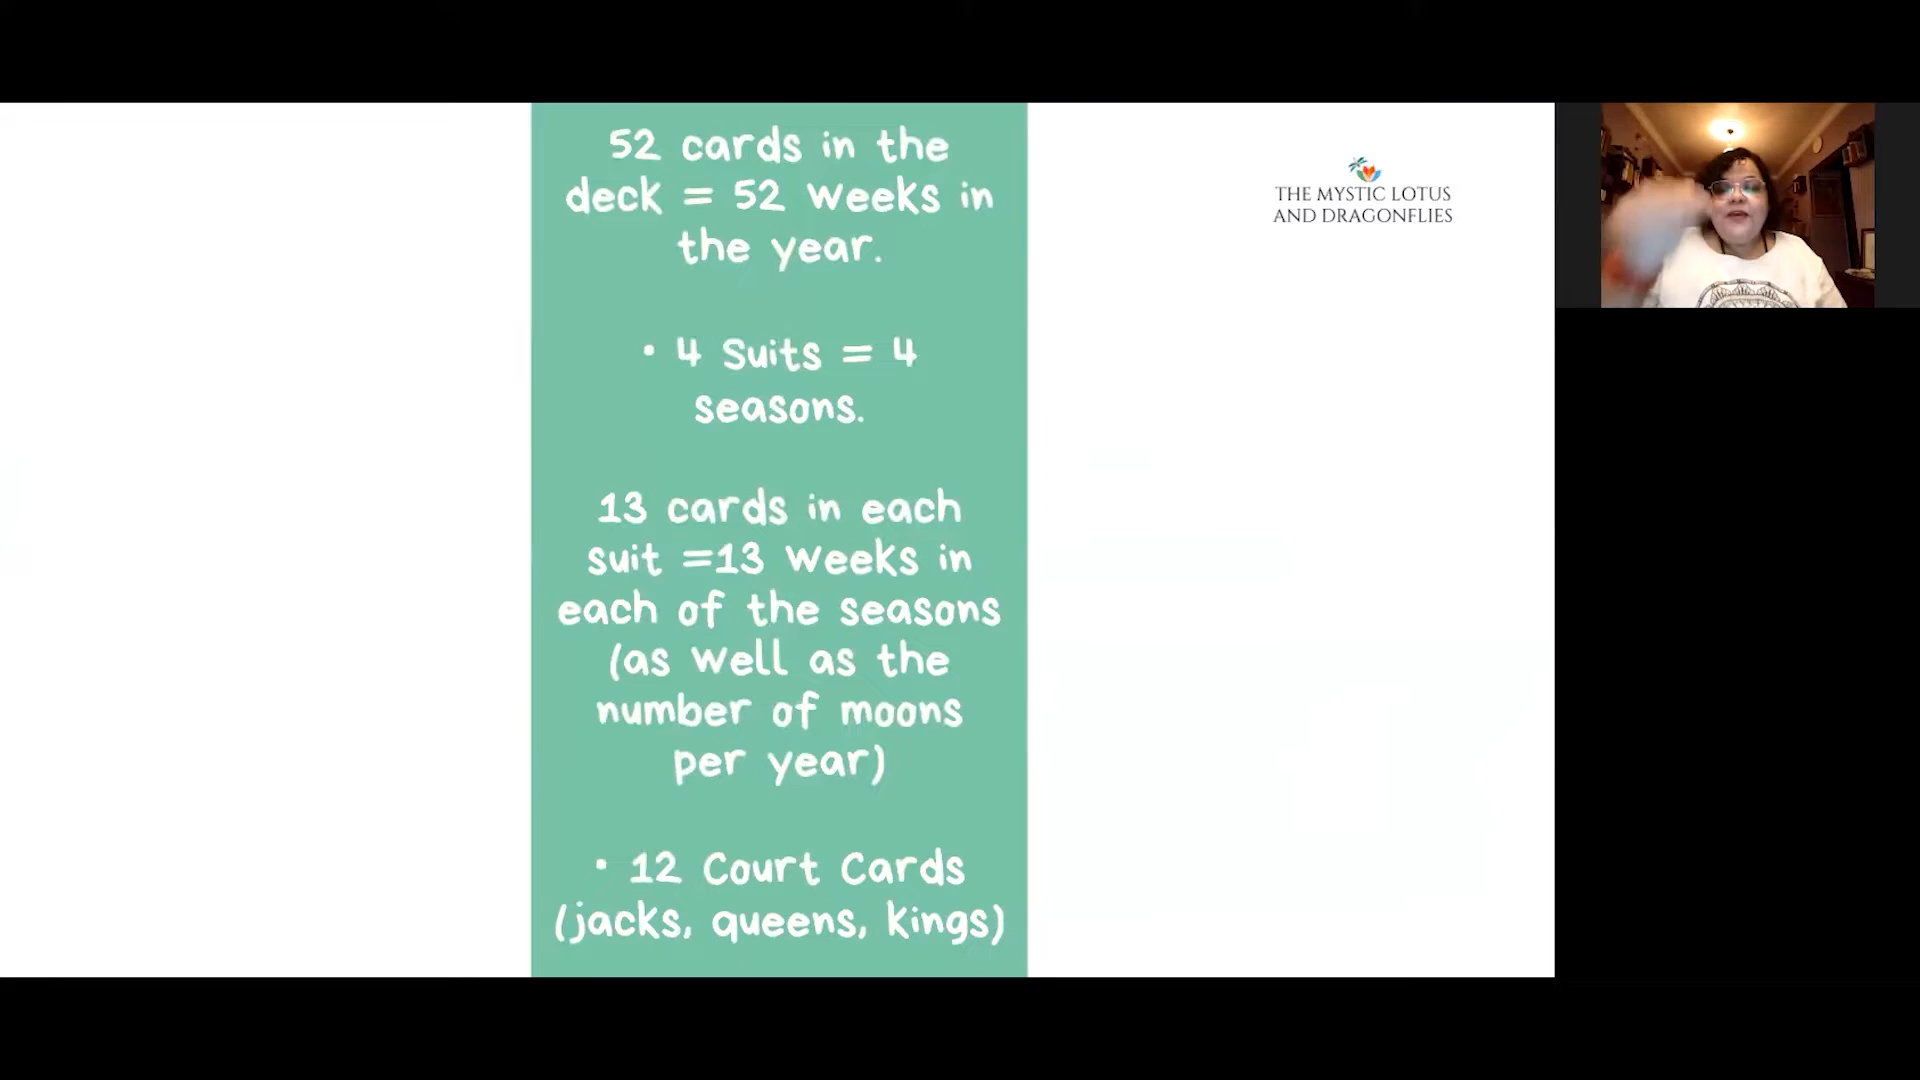 52 cards in the
deck = 52 weeks in
the year.
• 4 Suits = 4
seasons.
13 cards in each
suit =13 weeks in
each of the seasons
(as well as the
number of moons
per year)
• 12 Court Cards
(jacks, queens, kings)
THE MYSTIC LOTUS
AND DRAGONFLIES